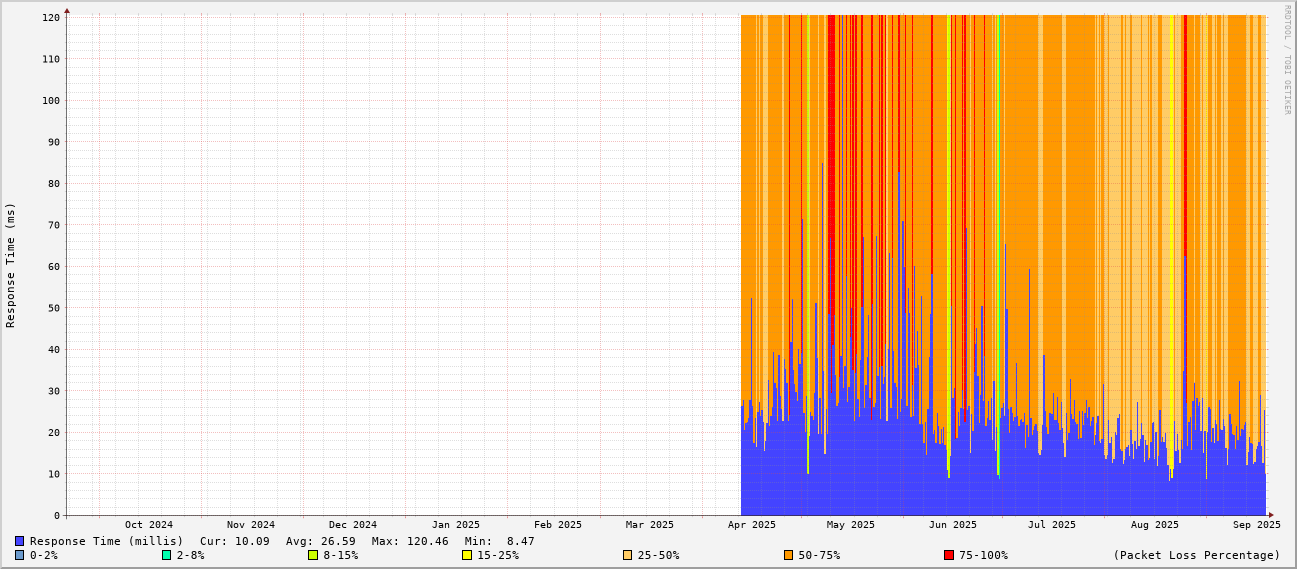 RRDTOOL / TOBI OETIKER
Response Time (ms)
120
110
100
90
80
70
60
50
40
30
20
10
0
Oct 2024 Nov 2024 Dec 2024 Jan 2025 Feb 2025 Mar 2025 Apr 2025 May 2025 Jun 2025 Jul 2025 Aug 2025 Sep 2025
Response Time (millis) Cur: 10.09 Avg: 26.59 Max: 120.46 Min: 8.47
0-2% 2-8% 8-15% 15-25% 25-50% 50-75% 75-100% (Packet Loss Percentage)